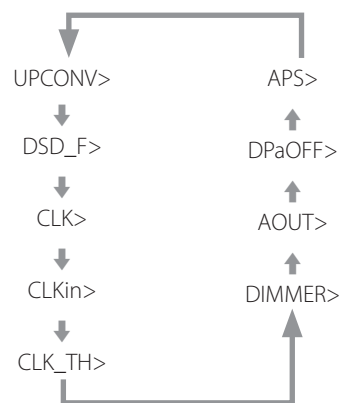 UPCONV>
DSD_F>
CLK>
CLKin>
CLK_TH>
DIMMER>
AOUT>
DPaOFF>
APS>